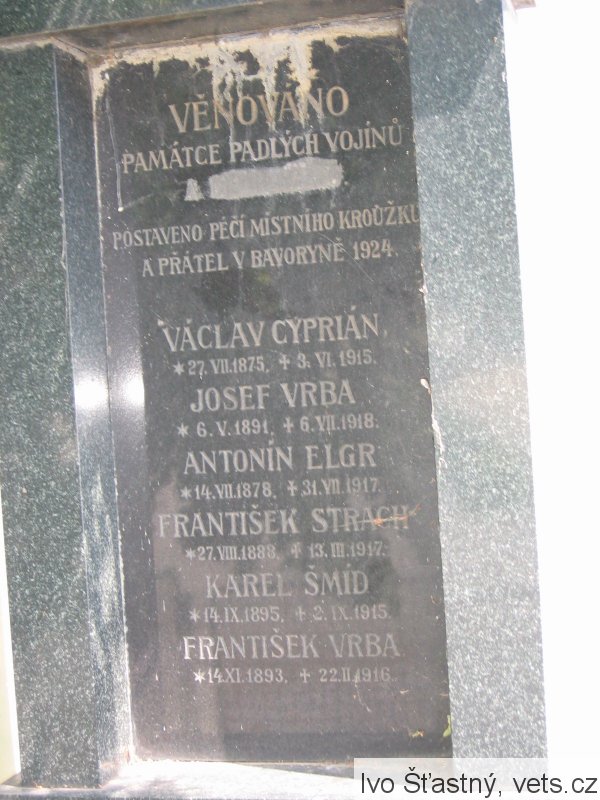 VĚNOVÁNO
PAMÁTCE PADLÝCH VOJÍNŮ
A
POSTAVENO PÉČÍ MÍSTNÍHO KROUŽKU
A PŘÁTEL V BAVORYNĚ 1924.
VÁCLAV CYPRIÁN,
* 27. VII. 1875, ✝ 3. VI. 1915.
JOSEF VRBA
* 6. V. 1891, ✝ 6. VII. 1918.
ANTONÍN ELGR
* 14. VII. 1878, ✝ 31. VII. 1917.
FRANTIŠEK STRACH
* 27. VIII. 1888, ✝ 13. III. 1917.
KAREL ŠMÍD
* 14. IX. 1895, ✝ 2. IX. 1915.
FRANTIŠEK VRBA
* 14. XI. 1893, ✝ 22. II. 1916.
Ivo Šťastný, vets.cz